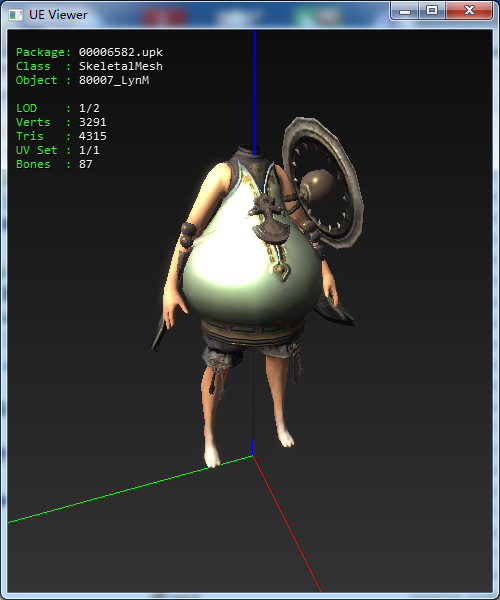 UE Viewer
Package: 00006582.upk
Class : SkeletalMesh
Object : 80007_LynM
LOD : 1/2
Verts : 3291
Tris : 4315
UV Set : 1/1
Bones : 87